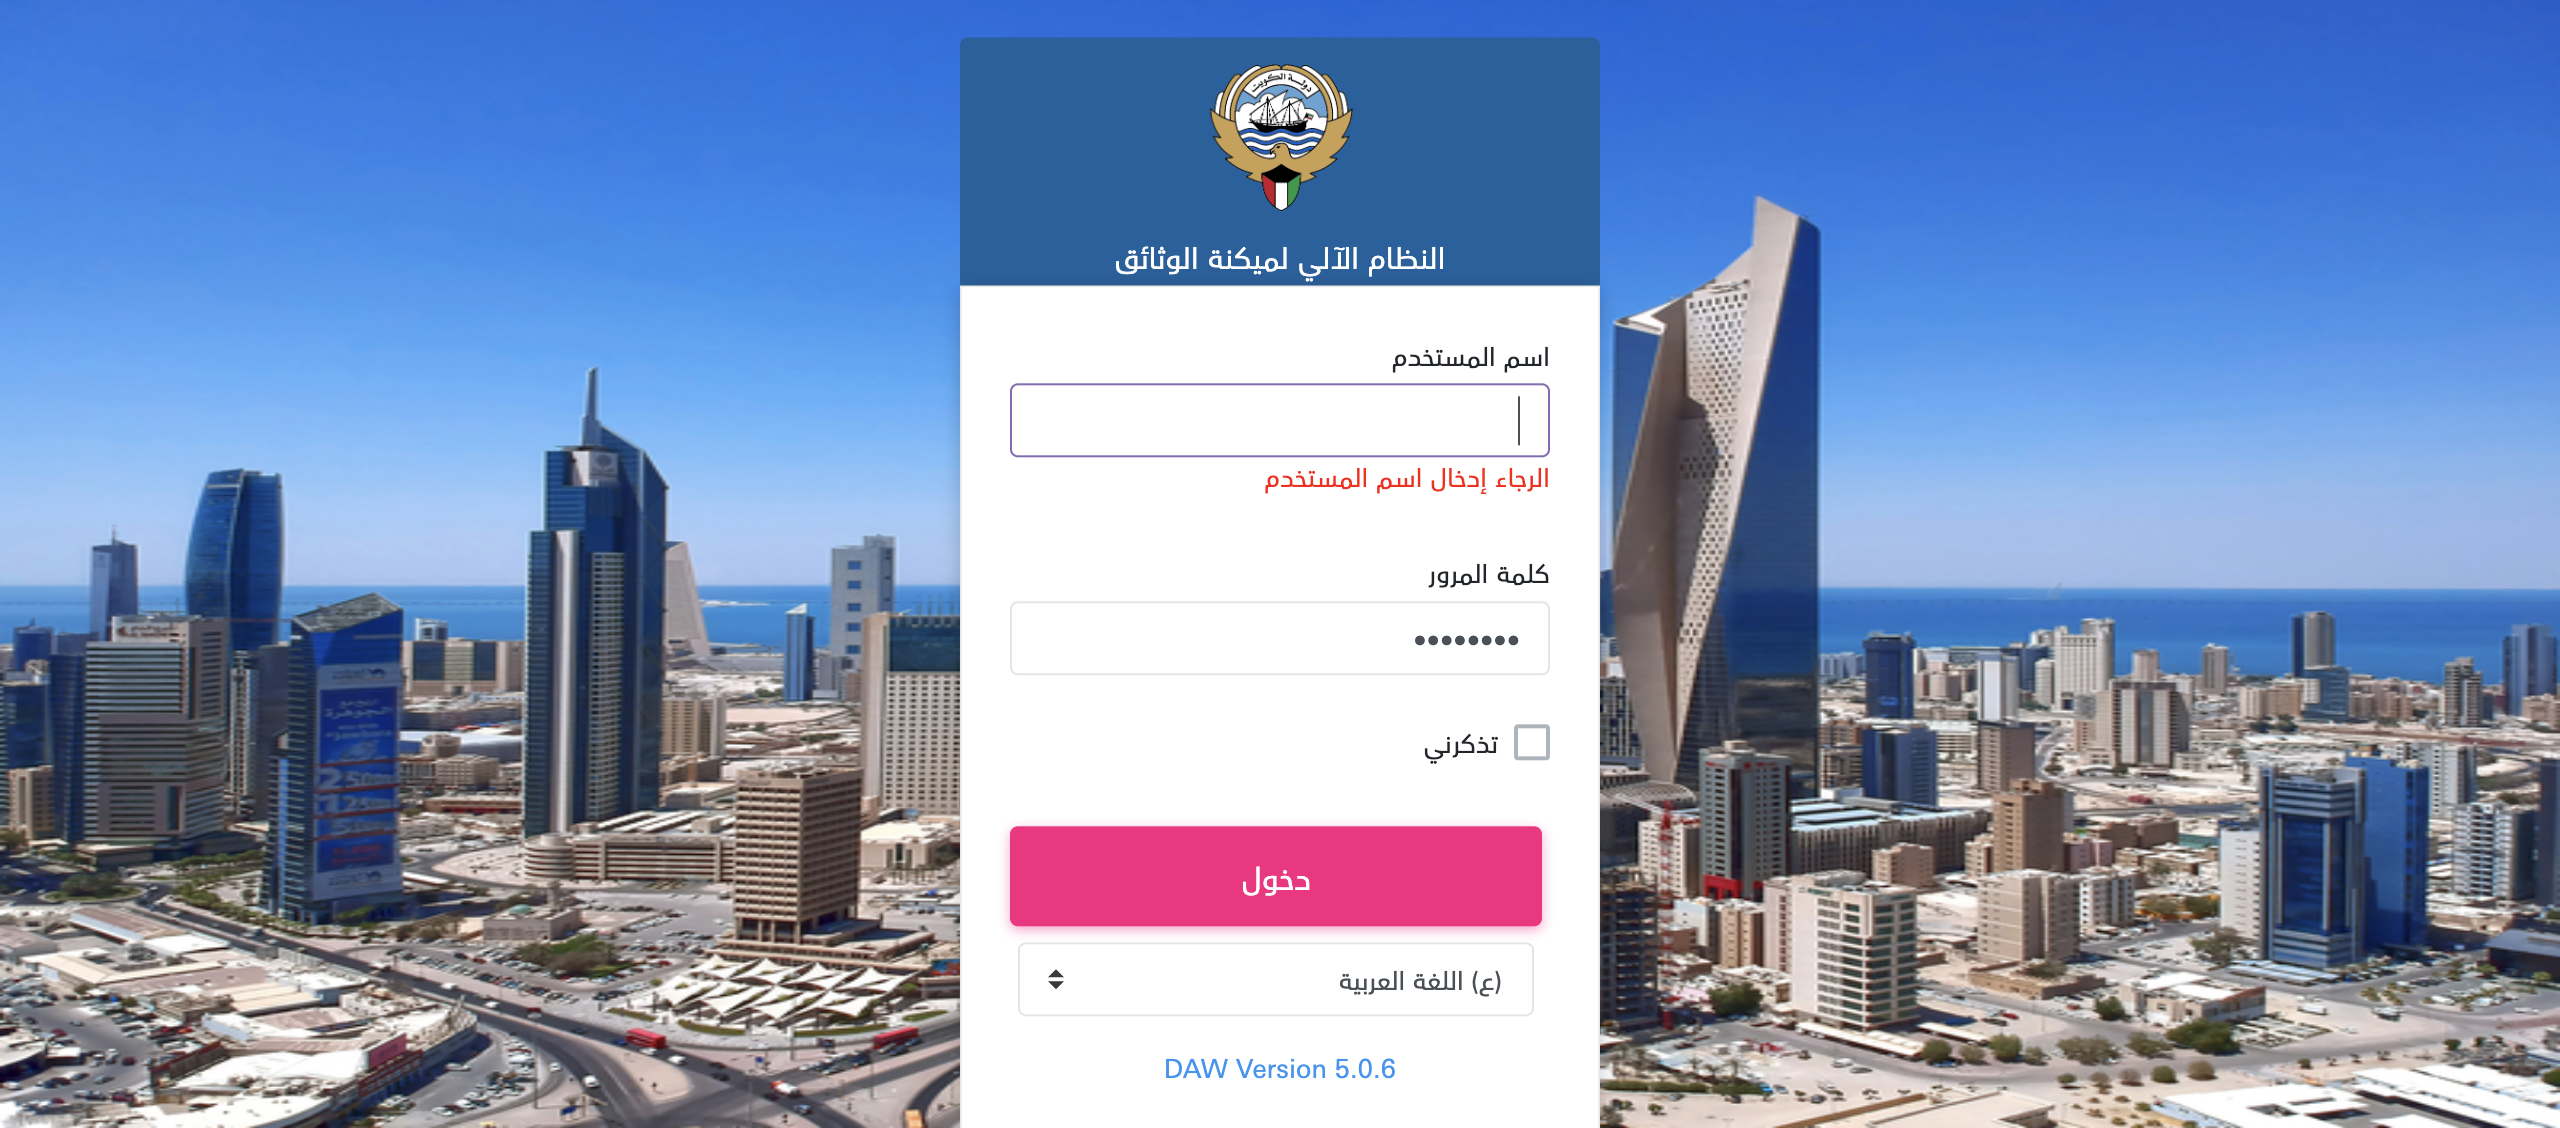 دولة الكويت
النظام الآلي لميكنة الوثائق
اسم المستخدم
الرجاء إدخال اسم المستخدم
كلمة المرور
تذكرني
دخول
(ع) اللغة العربية
DAW Version 5.0.6